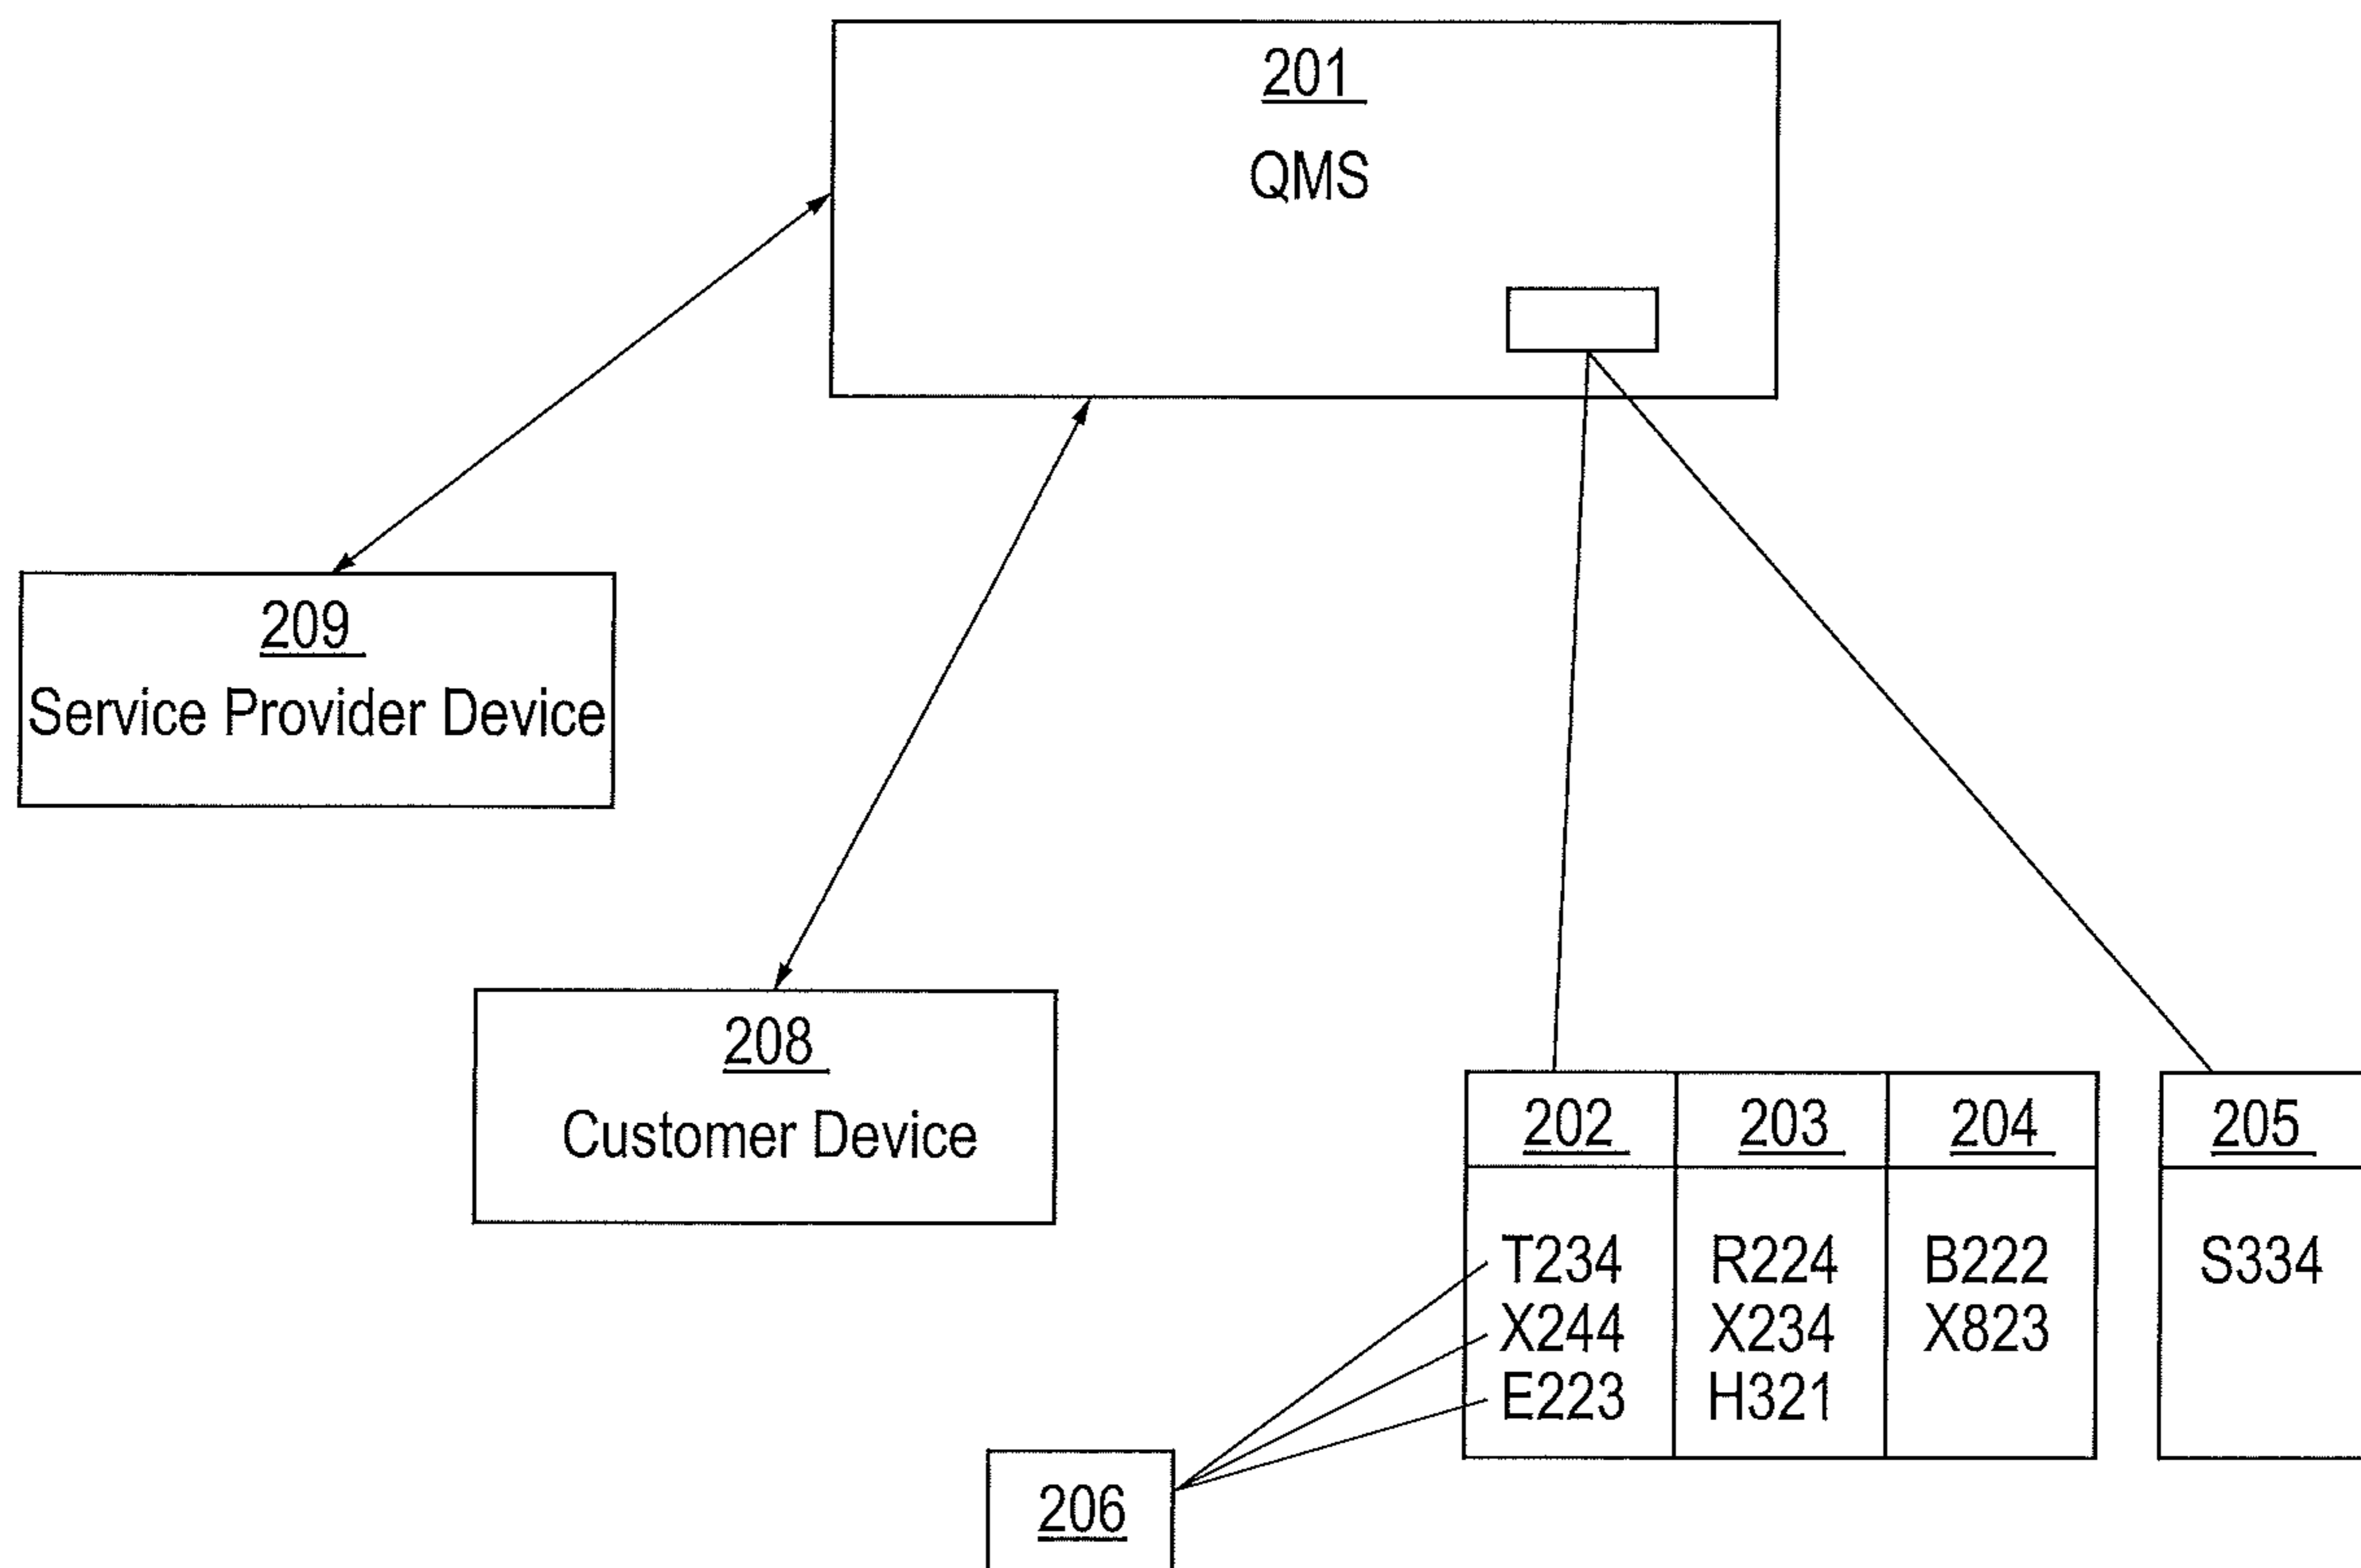 201
QMS
209
Service Provider Device
208
Customer Device
202 203 204 205
T234 R224 B222 S334
X244 X234 X823
E223 H321
206